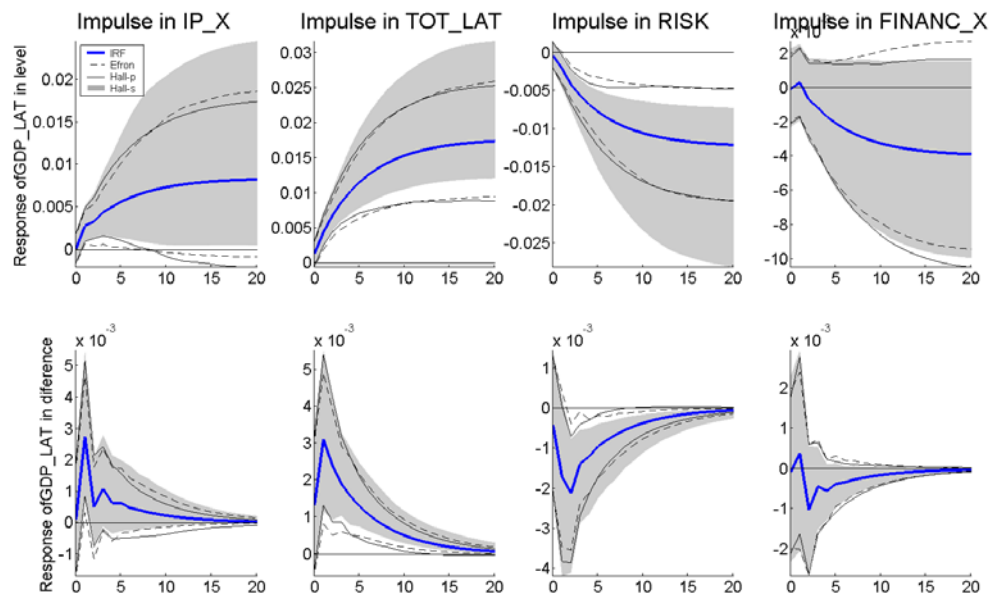 Impulse in IP_X
Impulse in TOT_LAT
Impulse in RISK
Impulse in FINANC_X
Response ofGDP_LAT in level
IRF
Efron
Hall-p
Hall-s
0.02
0.015
0.01
0.005
0
0 5 10 15 20
0.03
0.025
0.02
0.015
0.01
0.005
0
0 5 10 15 20
0
-0.005
-0.01
-0.015
-0.02
-0.025
0 5 10 15 20
2
0
-2
-4
-6
-8
-10
0 5 10 15 20
Response ofGDP_LAT in diference
x 10 -3
5
4
3
2
1
0
-1
0 5 10 15 20
x 10 -3
5
4
3
2
1
0
0 5 10 15 20
x 10 -3
1
0
-1
-2
-3
-4
0 5 10 15 20
x 10 -3
2
1
0
-1
-2
0 5 10 15 20